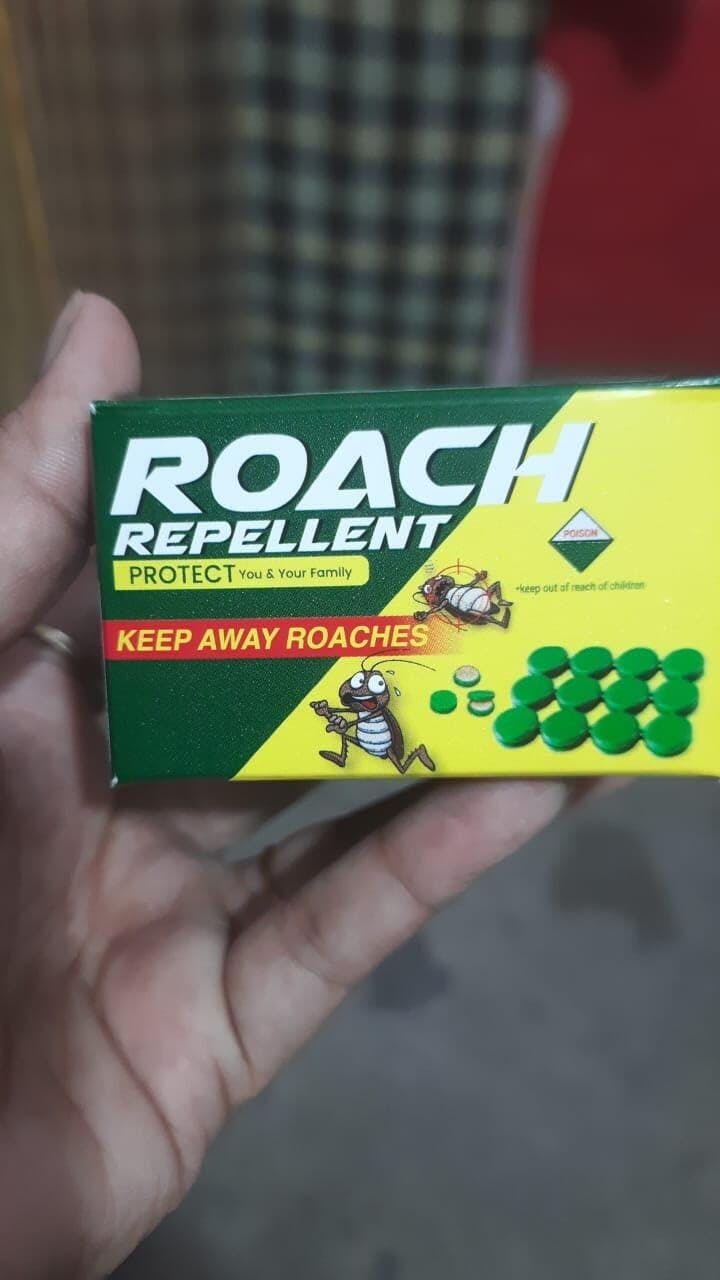 ROACH
REPELLENT
PROTECT You & Your Family
KEEP AWAY ROACHES
POISON
•keep out of reach of children